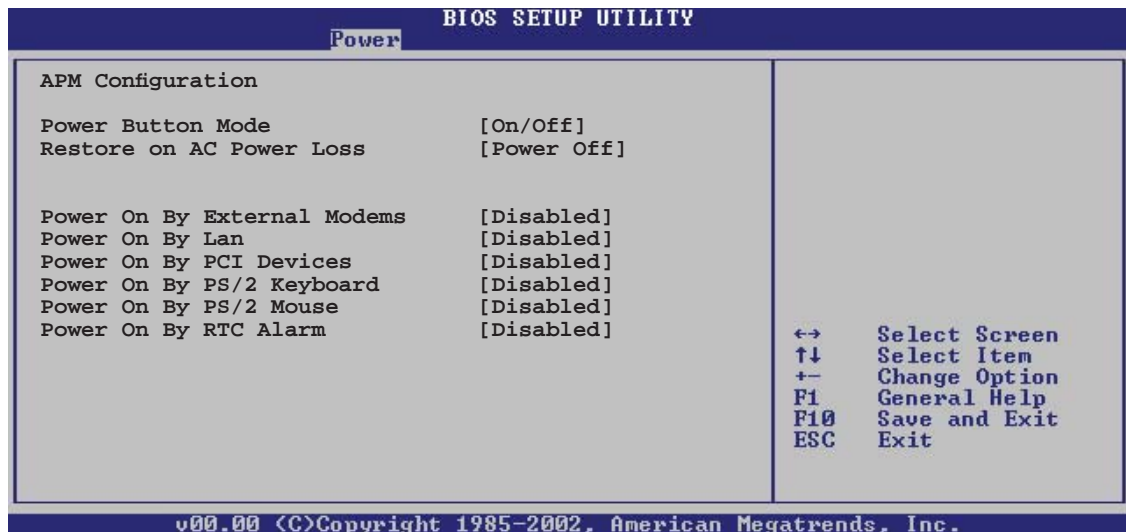 BIOS SETUP UTILITY
Power
APM Configuration
Power Button Mode [On/Off]
Restore on AC Power Loss [Power Off]
Power On By External Modems [Disabled]
Power On By Lan [Disabled]
Power On By PCI Devices [Disabled]
Power On By PS/2 Keyboard [Disabled]
Power On By PS/2 Mouse [Disabled]
Power On By RTC Alarm [Disabled]
←→ Select Screen
↑↓ Select Item
+- Change Option
F1 General Help
F10 Save and Exit
ESC Exit
v00.00 (C)Copyright 1985-2002, American Megatrends, Inc.